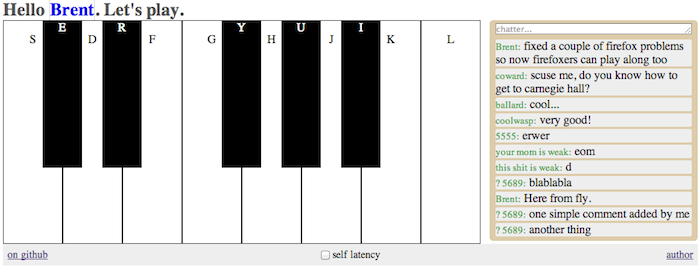 Hello Brent. Let's play.
E R Y U I
S D F G H J K L
chatter...
Brent: fixed a couple of firefox problems
so now firefoxers can play along too
coward: scuse me, do you know how to
get to carnegie hall?
ballard: cool...
coolwasp: very good!
5555: erwer
your mom is weak: eom
this shit is weak: d
? 5689: blablabla
Brent: Here from fly.
? 5689: one simple comment added by me
? 5689: another thing
on github
self latency
author